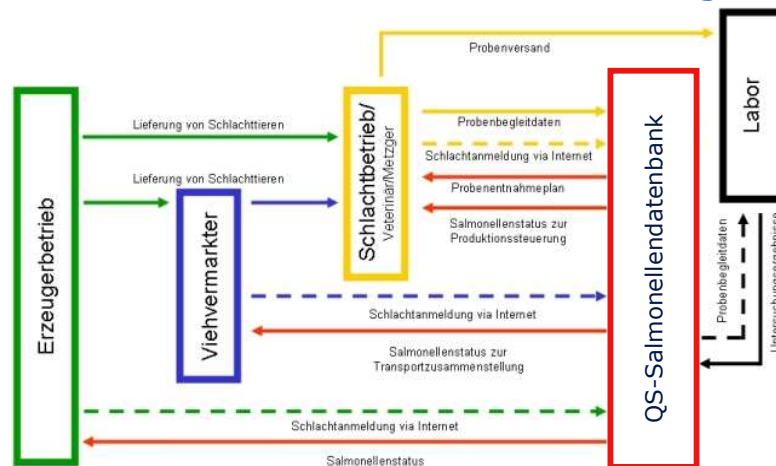 Probenversand
Labor
Lieferung von Schlachttieren
Schlachtbetrieb/
Veterinär/Metzger
Probenbegleitdaten
Schlachtanmeldung via Internet
Probenentnahmeplan
Lieferung von Schlachttieren
Salmonellenstatus zur
Produktionssteuerung
Erzeugerbetrieb
Viehvermarkter
QS-Salmonellendatenbank
Probenbegleitdaten
Untersuchungsergebnisse
Schlachtanmeldung via Internet
Salmonellenstatus zur
Transportzusammenstellung
Schlachtanmeldung via Internet
Salmonellenstatus